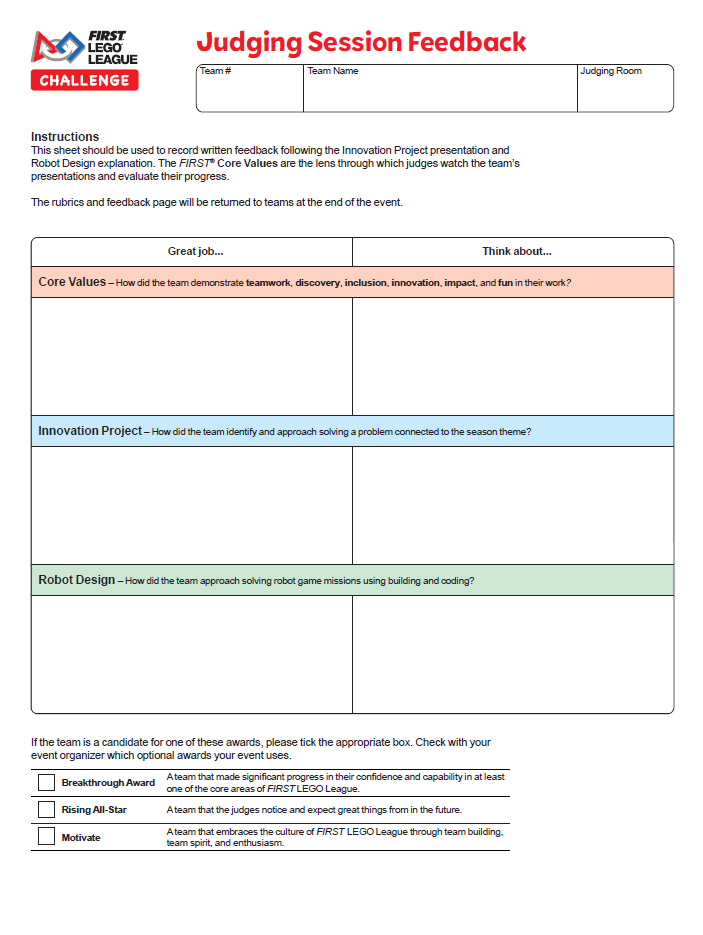 FIRST
LEGO
LEAGUE
CHALLENGE
Judging Session Feedback
Team #
Team Name
Judging Room
Instructions
This sheet should be used to record written feedback following the Innovation Project presentation and
Robot Design explanation. The FIRST® Core Values are the lens through which judges watch the team's
presentations and evaluate their progress.
The rubrics and feedback page will be returned to teams at the end of the event.
Great job...
Think about...
Core Values – How did the team demonstrate teamwork, discovery, inclusion, innovation, impact, and fun in their work?
Innovation Project – How did the team identify and approach solving a problem connected to the season theme?
Robot Design – How did the team approach solving robot game missions using building and coding?
If the team is a candidate for one of these awards, please tick the appropriate box. Check with your
event organizer which optional awards your event uses.
Breakthrough Award
A team that made significant progress in their confidence and capability in at least
one of the core areas of FIRST LEGO League.
Rising All-Star
A team that the judges notice and expect great things from in the future.
Motivate
A team that embraces the culture of FIRST LEGO League through team building,
team spirit, and enthusiasm.